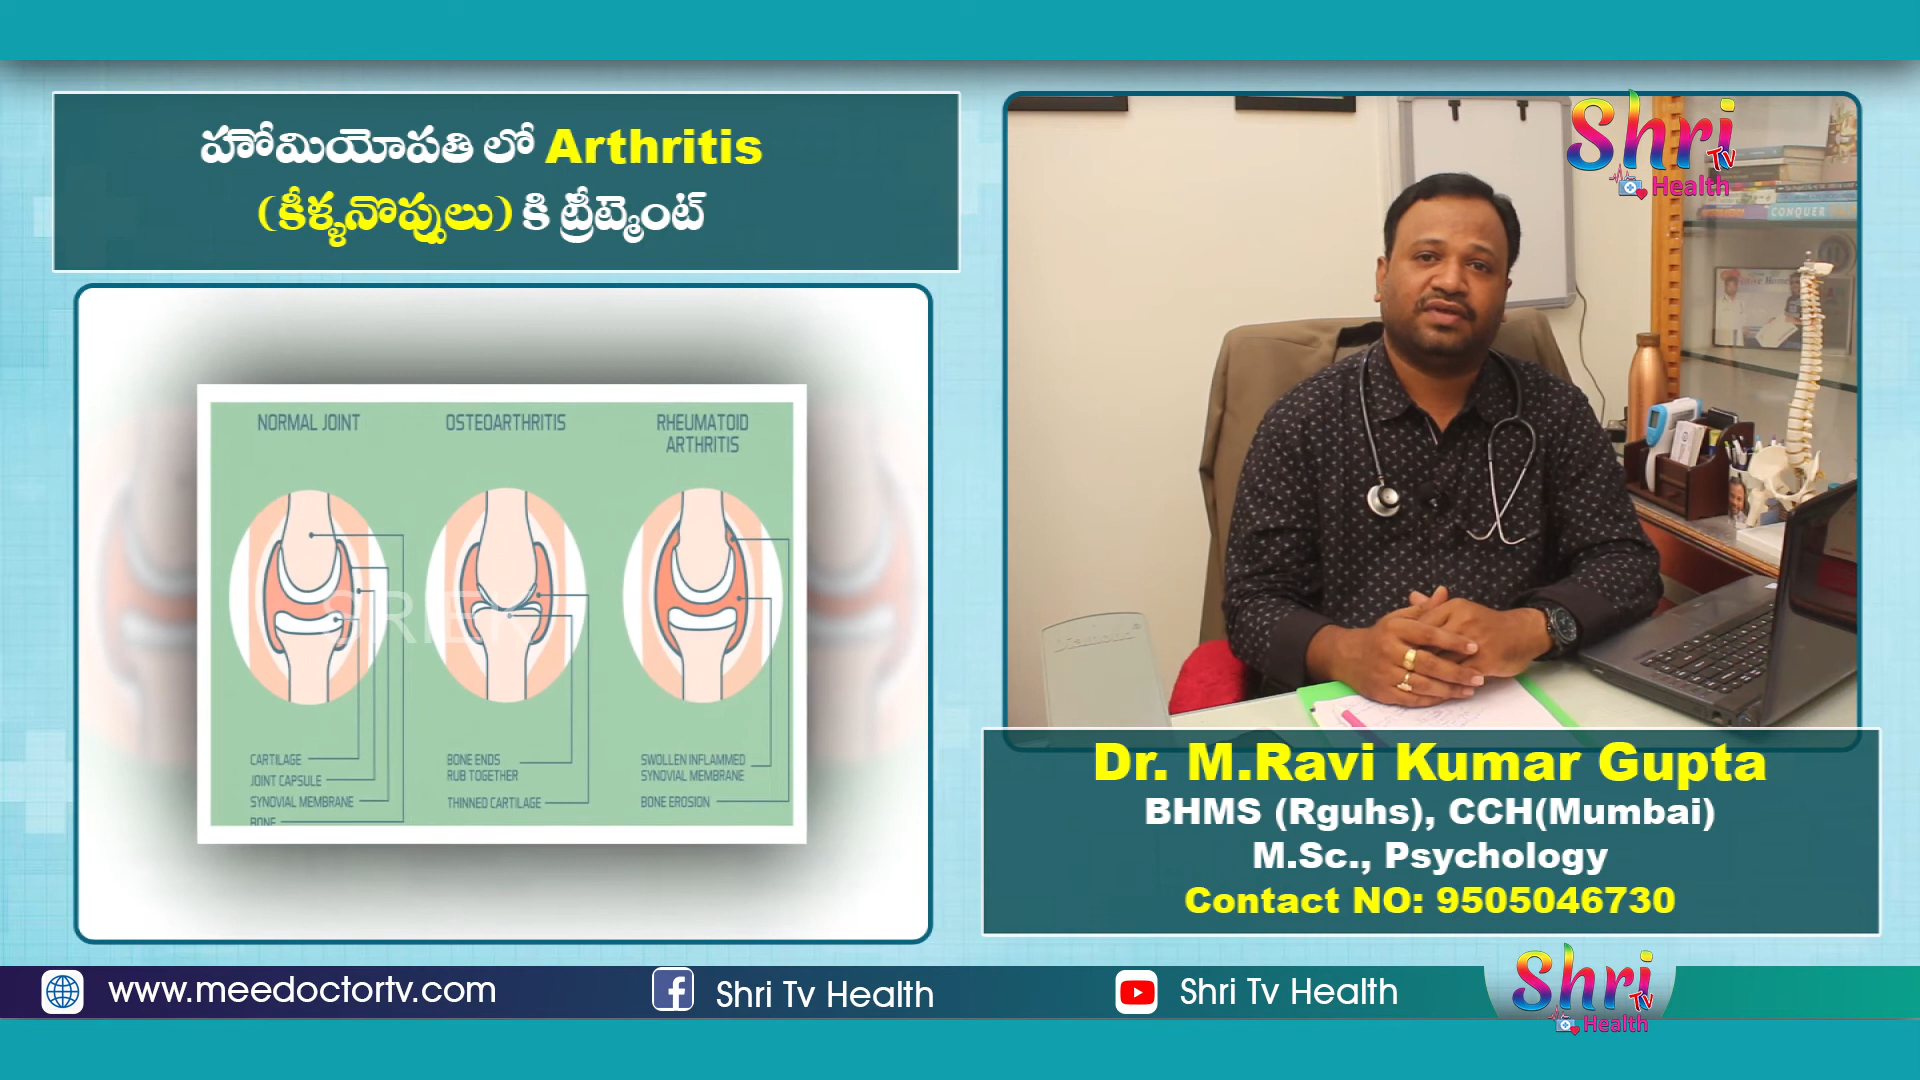 హోమియోపతి లో Arthritis
(కీళ్ళనొప్పులు) కి ట్రీట్మెంట్
NORMAL JOINT
OSTEOARTHRITIS
RHEUMATOID
ARTHRITIS
CARTILAGE
JOINT CAPSULE
SYNOVIAL MEMBRANE
BONE
BONE ENDS
RUB TOGETHER
THINNED CARTILAGE
SWOLLEN INFLAMMED
SYNOVIAL MEMBRANE
BONE EROSION
Shri
TV
Health
CONQUER
Diamond
Dr. M.Ravi Kumar Gupta
BHMS (Rguhs), CCH(Mumbai)
M.Sc., Psychology
Contact NO: 9505046730
www.meedoctortv.com
Shri Tv Health
Shri Tv Health
Shri
TV
Health